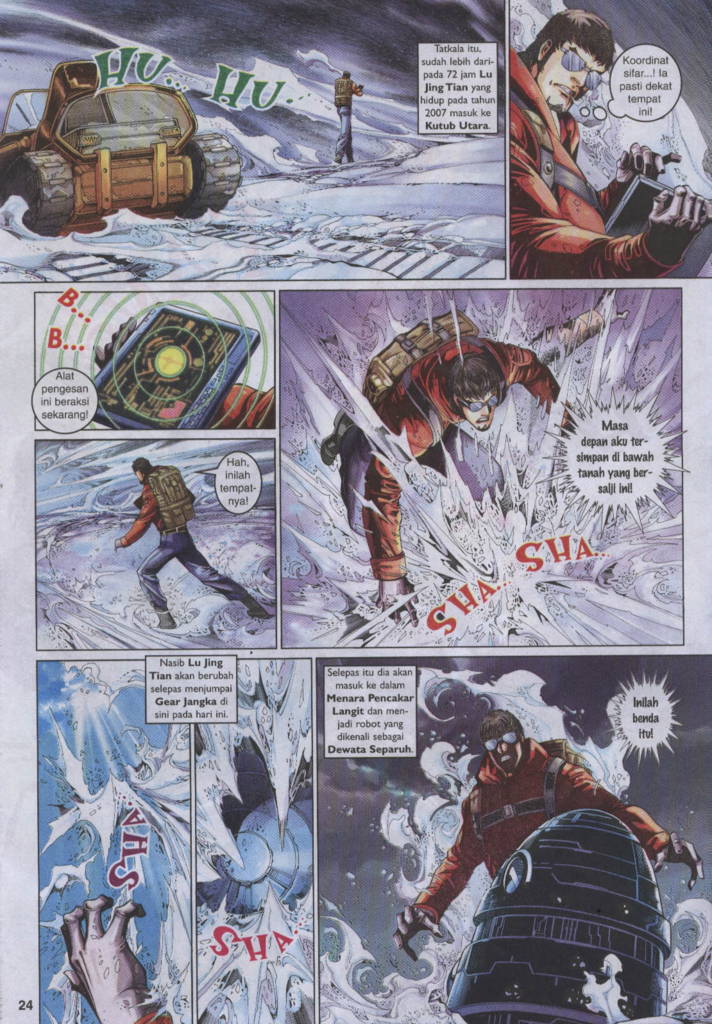 HU... HU...
Tatkala itu,
sudah lebih dari-
pada 72 jam Lu
Jing Tian yang
hidup pada tahun
2007 masuk ke
Kutub Utara.
Koordinat
sifar...! Ia
pasti dekat
tempat
ini!
B...
B...
Alat
pengesan
ini beraksi
sekarang!
Hah,
inilah
tempat-
nya!
Masa
depan aku ter-
simpan di bawah
tanah yang ber-
salji ini!
SHA.. SHA...
Nasib Lu Jing
Tian akan berubah
selepas menjumpai
Gear Jangka di
sini pada hari ini.
SHA
SHA..
Selepas itu dia akan
masuk ke dalam
Menara Pencakar
Langit dan men-
jadi robot yang
dikenali sebagai
Dewata Separuh.
Inilah
benda
itu!
24